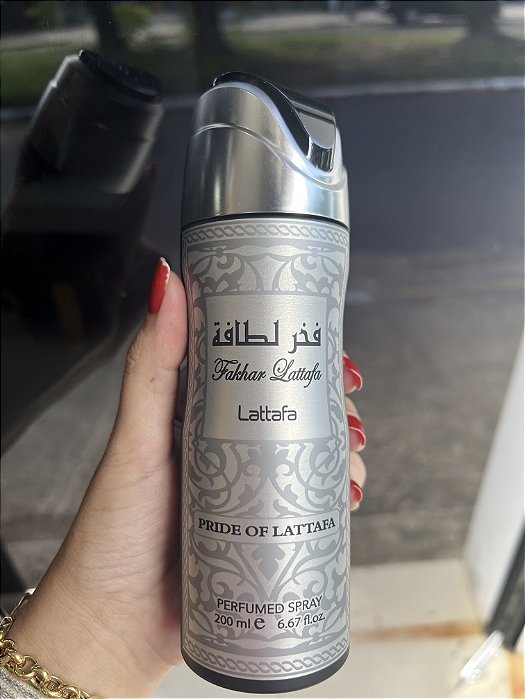 فخر لطافة
Fakhar Lattafa
Lattafa
PRIDE OF LATTAFA
PERFUMED SPRAY
200 ml e 6.67 fl.oz.